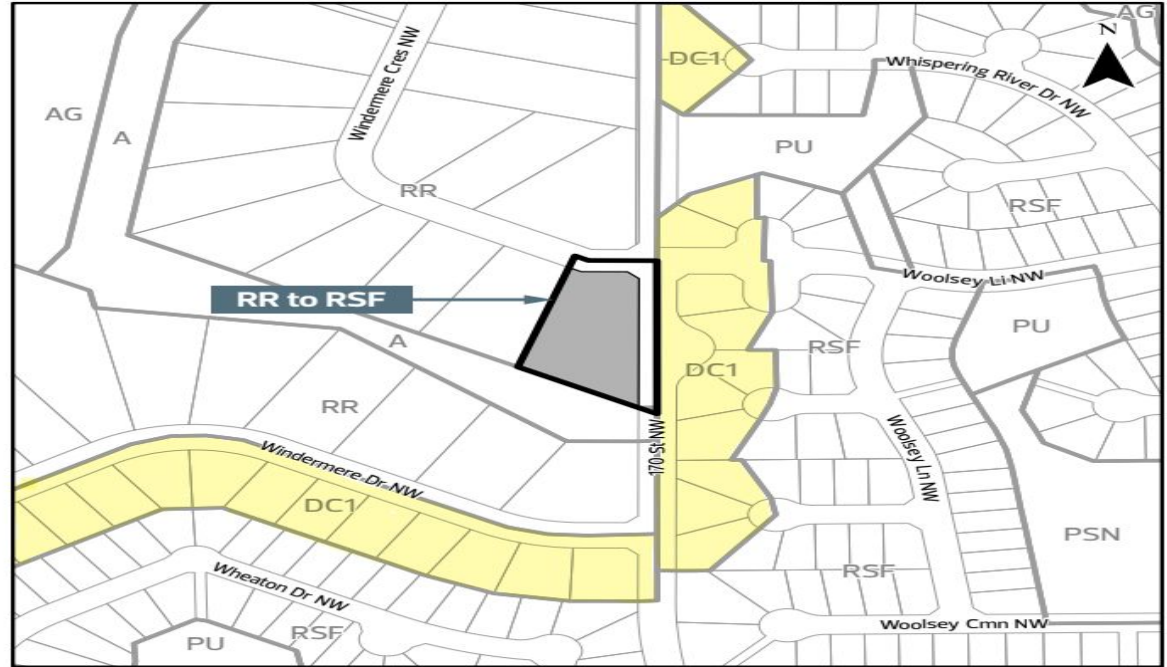 AG
N
DC1
Whispering River Dr NW
Windermere Cres NW
AG
A
PU
RR
RSF
Woolsey Li NW
RR to RSF
PU
A
RSF
DC1
RR
Woolsey Ln NW
170 St NW
Windermere Dr NW
DC1
PSN
RSF
Wheaton Dr NW
RSF
Woolsey Cmn NW
PU